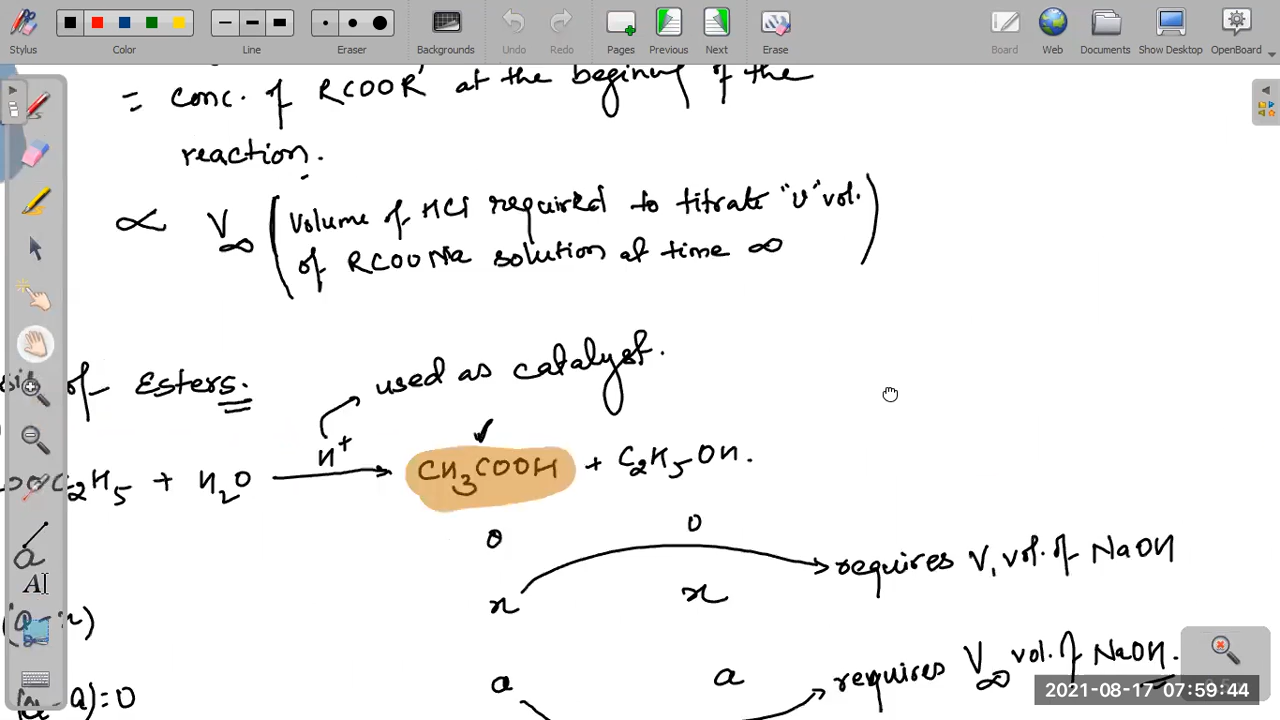 Stylus Color Line Eraser Backgrounds Undo Redo Pages Previous Next Erase Board Web Documents Show Desktop OpenBoard
= conc. of RCOOR' at the beginning of the
reaction.
∝ V∞ (Volume of HCl required to titrate "v" vol.
of RCOONa solution at time ∞)
of Esters.
used as catalyst.
C2H5 + H2O H+ → CH3COOH + C2H5OH.
0 0
x x requires V, vol. of NaOH
(a-x)
a a requires V∞ vol. of NaOH.
(a-a)=0
2021-08-17 07:59:44